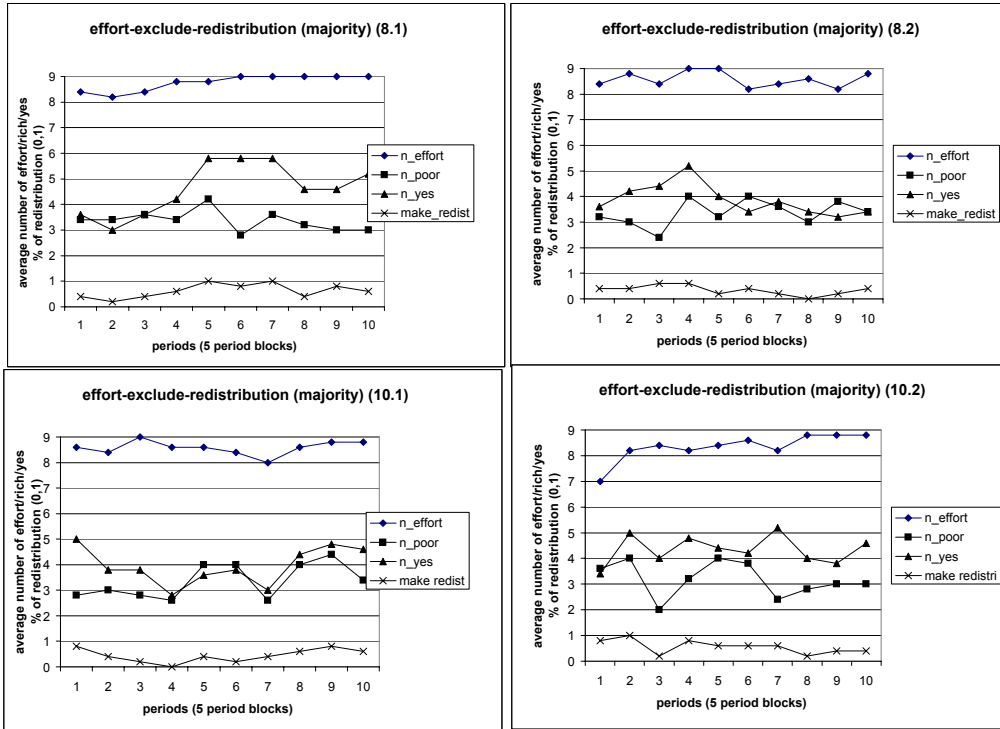 effort-exclude-redistribution (majority) (8.1)
average number of effort/rich/yes
% of redistribution (0,1)
9
8
7
6
5
4
3
2
1
0
1 2 3 4 5 6 7 8 9 10
periods (5 period blocks)
n_effort
n_poor
n_yes
make_redist
effort-exclude-redistribution (majority) (8.2)
average number of effort/rich/yes
% of redistribution (0,1)
9
8
7
6
5
4
3
2
1
0
1 2 3 4 5 6 7 8 9 10
periods (5 period blocks)
n_effort
n_poor
n_yes
make_redist
effort-exclude-redistribution (majority) (10.1)
average number of effort/rich/yes
% of redistribution (0,1)
9
8
7
6
5
4
3
2
1
0
1 2 3 4 5 6 7 8 9 10
periods (5 period blocks)
n_effort
n_poor
n_yes
make redist
effort-exclude-redistribution (majority) (10.2)
average number of effort/rich/yes
% of redistribution (0,1)
9
8
7
6
5
4
3
2
1
0
1 2 3 4 5 6 7 8 9 10
periods (5 period blocks)
n_effort
n_poor
n_yes
make redistri